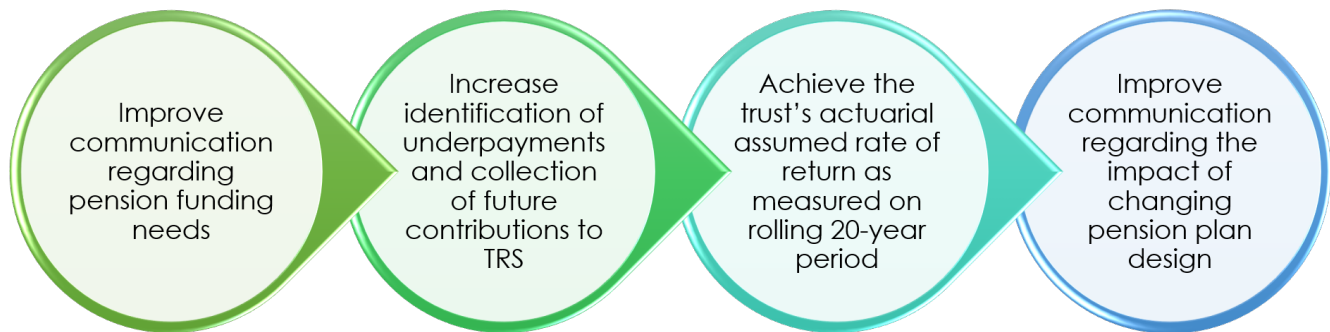 Improve
communication
regarding
pension funding
needs
Increase
identification of
underpayments
and collection
of future
contributions to
TRS
Achieve the
trust’s actuarial
assumed rate of
return as
measured on
rolling 20-year
period
Improve
communication
regarding the
impact of
changing
pension plan
design